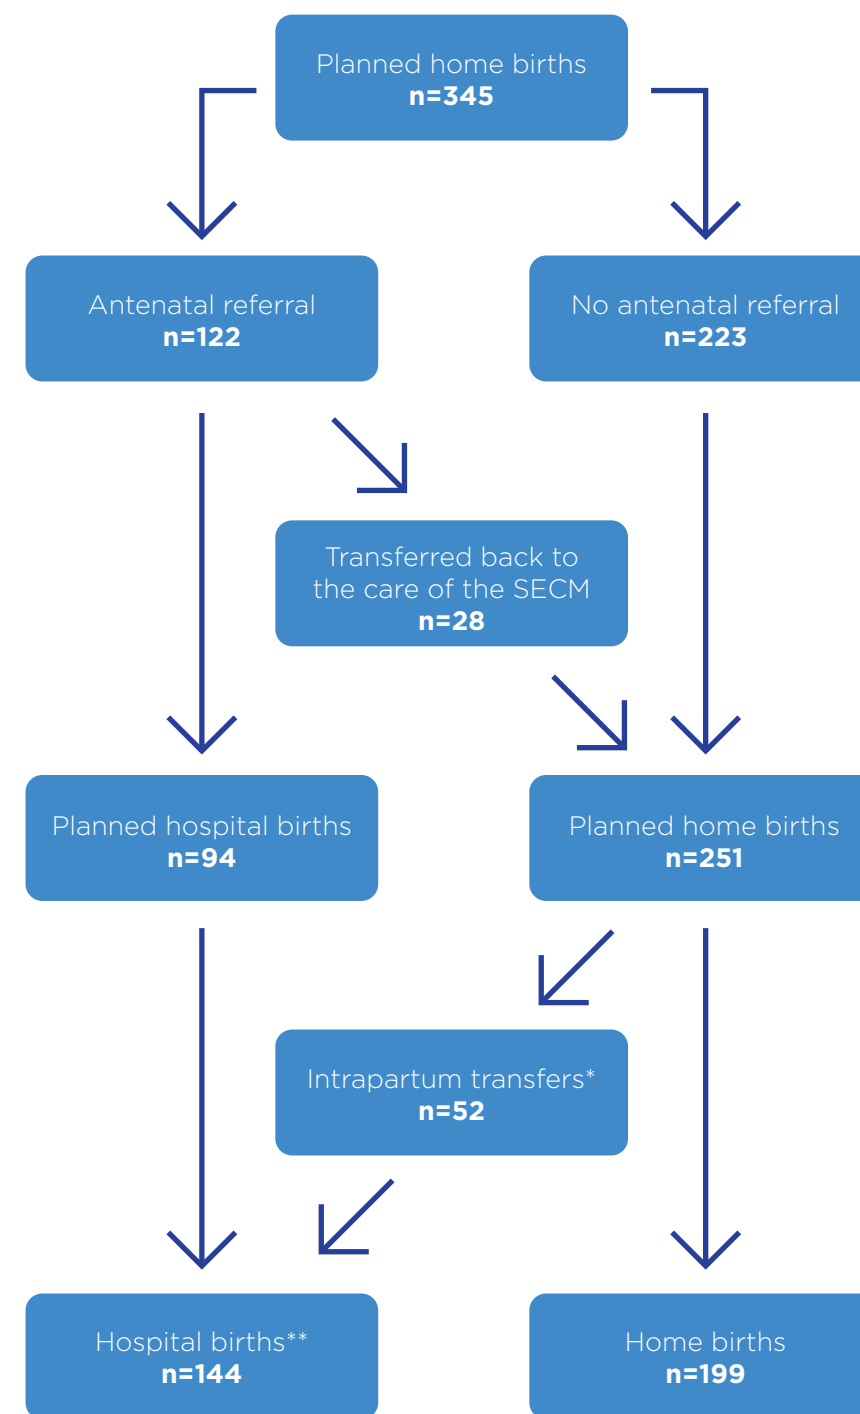 Planned home births
n=345
Antenatal referral
n=122
No antenatal referral
n=223
Transferred back to
the care of the SECM
n=28
Planned hospital births
n=94
Planned home births
n=251
Intrapartum transfers*
n=52
Hospital births**
n=144
Home births
n=199